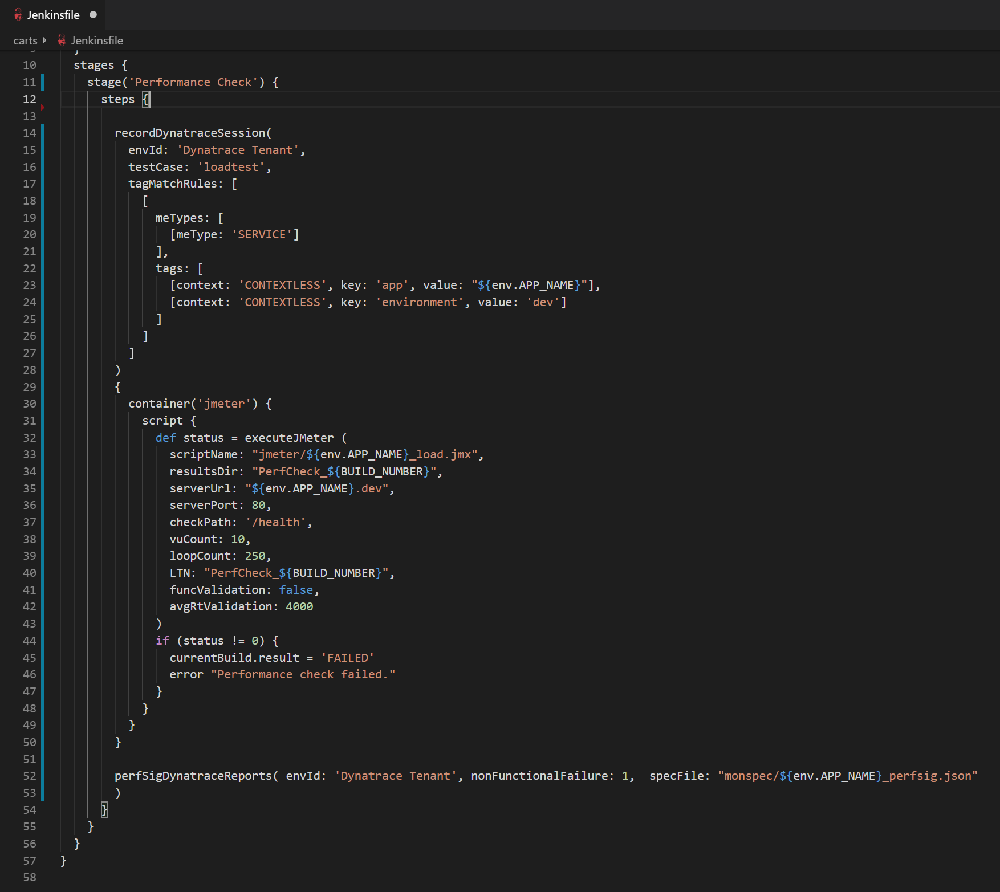 Jenkinsfile
carts Jenkinsfile
9 }
10 stages {
11 stage('Performance Check') {
12 steps {
13
14 recordDynatraceSession(
15 envId: 'Dynatrace Tenant',
16 testCase: 'loadtest',
17 tagMatchRules: [
18 [
19 meTypes: [
20 [meType: 'SERVICE']
21 ],
22 tags: [
23 [context: 'CONTEXTLESS', key: 'app', value: "${env.APP_NAME}"],
24 [context: 'CONTEXTLESS', key: 'environment', value: 'dev']
25 ]
26 ]
27 ]
28 )
29 {
30 container('jmeter') {
31 script {
32 def status = executeJMeter (
33 scriptName: "jmeter/${env.APP_NAME}_load.jmx",
34 resultsDir: "PerfCheck_${BUILD_NUMBER}",
35 serverUrl: "${env.APP_NAME}.dev",
36 serverPort: 80,
37 checkPath: '/health',
38 vuCount: 10,
39 loopCount: 250,
40 LTN: "PerfCheck_${BUILD_NUMBER}",
41 funcValidation: false,
42 avgRtValidation: 4000
43 )
44 if (status != 0) {
45 currentBuild.result = 'FAILED'
46 error "Performance check failed."
47 }
48 }
49 }
50 }
51
52 perfSigDynatraceReports( envId: 'Dynatrace Tenant', nonFunctionalFailure: 1,  specFile: "monspec/${env.APP_NAME}_perfsig.json"
53 )
54 }
55 }
56 }
57 }
58